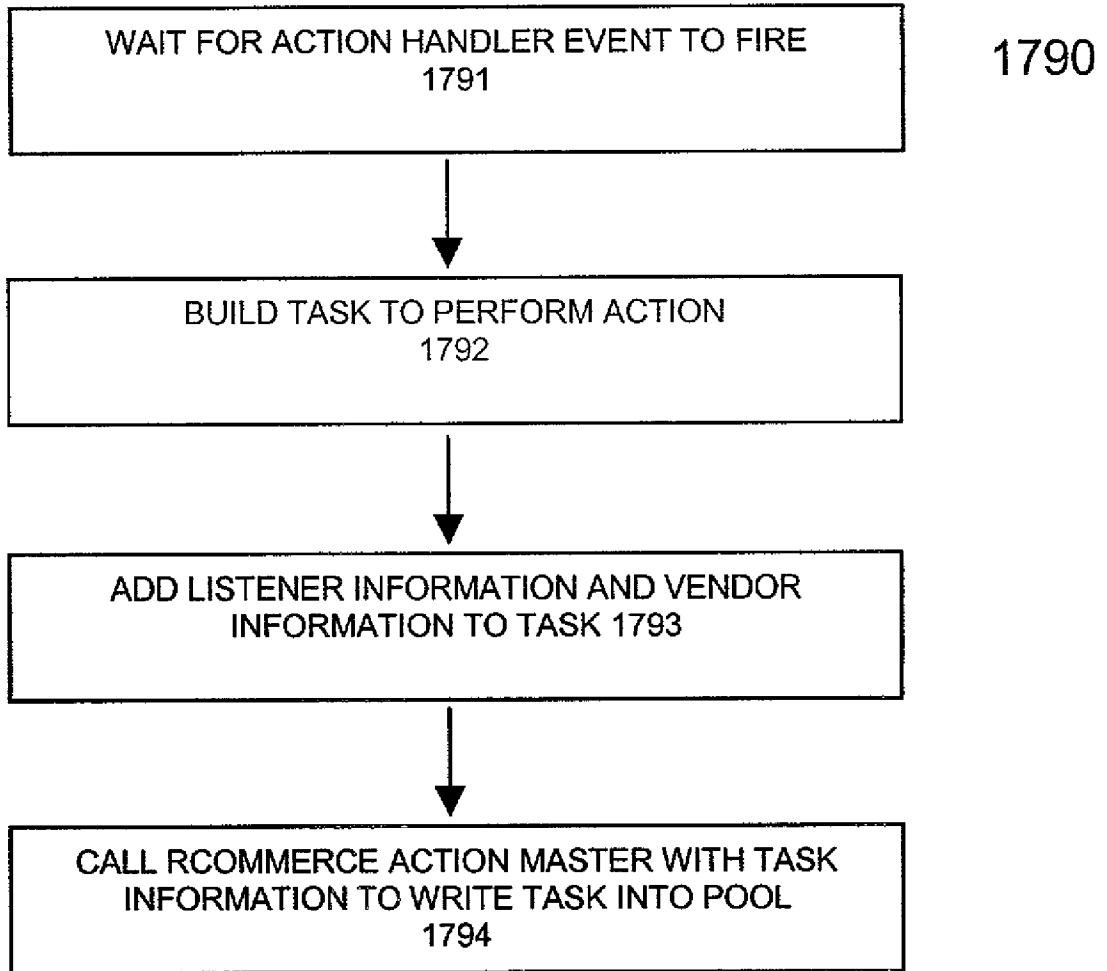 WAIT FOR ACTION HANDLER EVENT TO FIRE
1791
1790
BUILD TASK TO PERFORM ACTION
1792
ADD LISTENER INFORMATION AND VENDOR
INFORMATION TO TASK 1793
CALL RCOMMERCE ACTION MASTER WITH TASK
INFORMATION TO WRITE TASK INTO POOL
1794